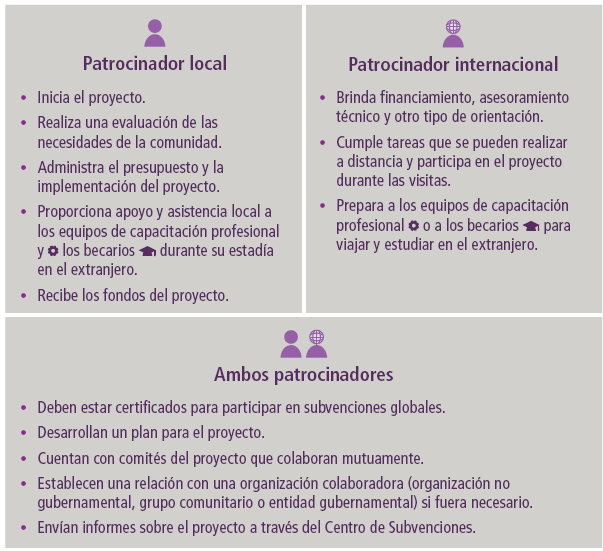 Patrocinador local
• Inicia el proyecto.
• Realiza una evaluación de las
necesidades de la comunidad.
• Administra el presupuesto y la
implementación del proyecto.
• Proporciona apoyo y asistencia local a
los equipos de capacitación profesional
y los becarios durante su estadía
en el extranjero.
• Recibe los fondos del proyecto.
Patrocinador internacional
• Brinda financiamiento, asesoramiento
técnico y otro tipo de orientación.
• Cumple tareas que se pueden realizar
a distancia y participa en el proyecto
durante las visitas.
• Prepara a los equipos de capacitación
profesional o a los becarios para
viajar y estudiar en el extranjero.
Ambos patrocinadores
• Deben estar certificados para participar en subvenciones globales.
• Desarrollan un plan para el proyecto.
• Cuentan con comités del proyecto que colaboran mutuamente.
• Establecen una relación con una organización colaboradora (organización no
gubernamental, grupo comunitario o entidad gubernamental) si fuera necesario.
• Envían informes sobre el proyecto a través del Centro de Subvenciones.